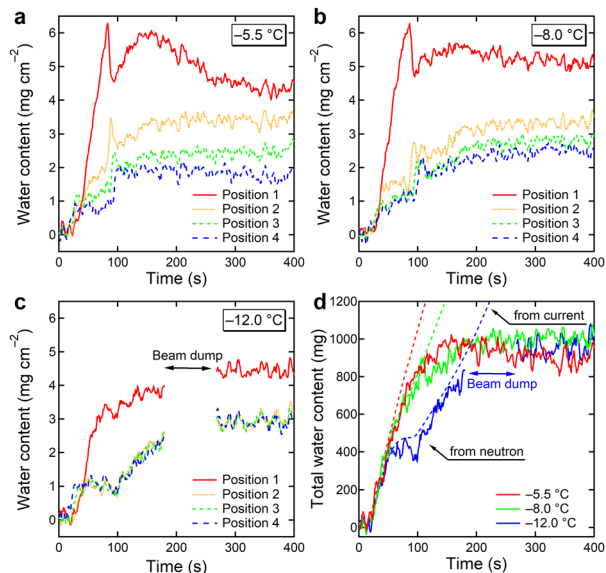 a
–5.5 °C
Water content (mg cm⁻²)
6
5
4
3
2
1
0
Position 1
Position 2
Position 3
Position 4
0 100 200 300 400
Time (s)
b
–8.0 °C
Water content (mg cm⁻²)
6
5
4
3
2
1
0
Position 1
Position 2
Position 3
Position 4
0 100 200 300 400
Time (s)
c
–12.0 °C
Water content (mg cm⁻²)
6
5
4
3
2
1
0
Beam dump
Position 1
Position 2
Position 3
Position 4
0 100 200 300 400
Time (s)
d
Total water content (mg)
1200
1000
800
600
400
200
0
from current
Beam dump
from neutron
–5.5 °C
–8.0 °C
–12.0 °C
0 100 200 300 400
Time (s)